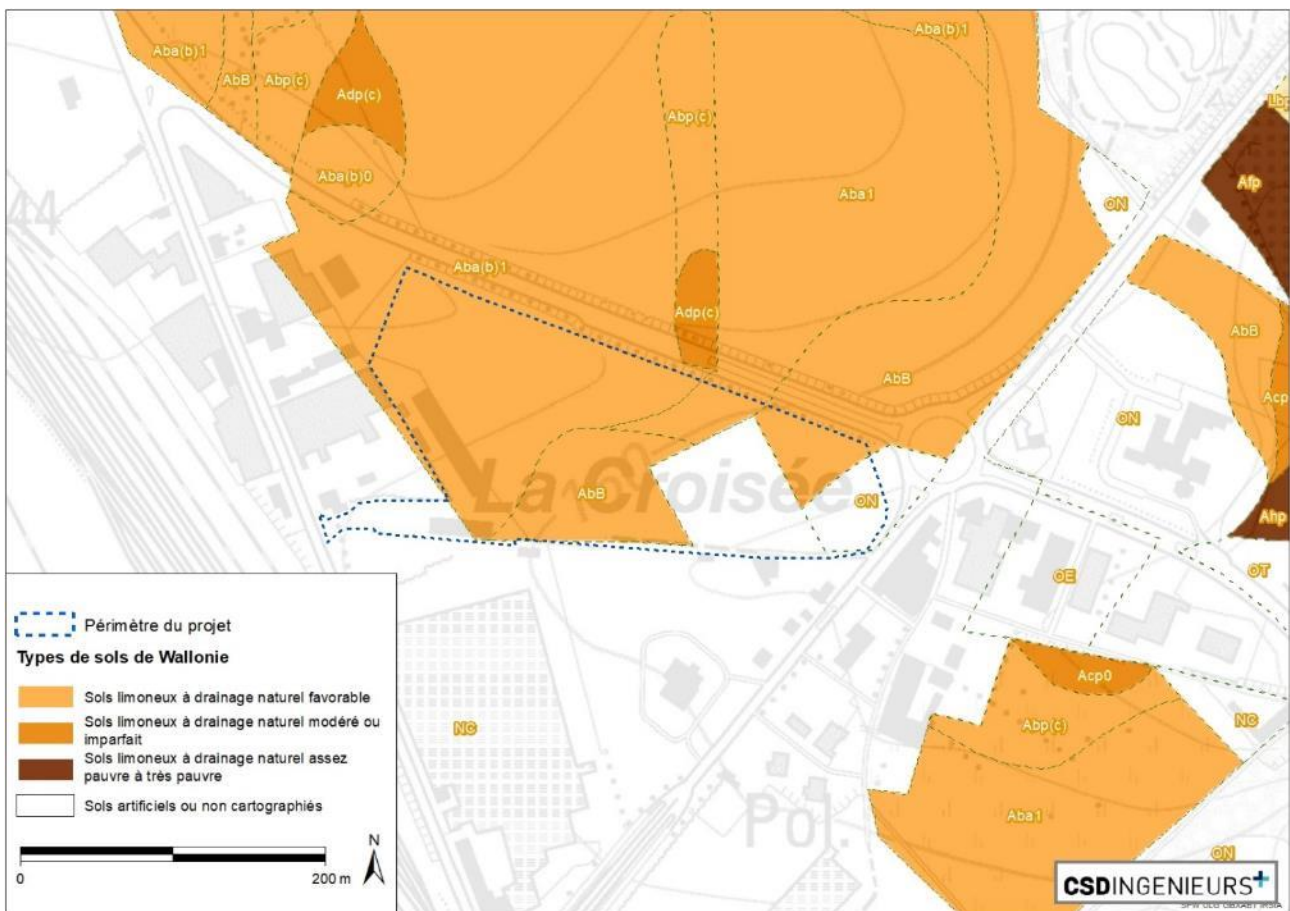 Aba(b)1
AbB
Abp(c)
Adp(c)
Aba(b)1
Abp(c)
Lbp
Afp
44
Aba(b)0
Aba1
ON
Aba(b)1
Adp(c)
AbB
AbB
Acp
ON
La Croisée
AbB
ON
Ahp
OE
OT
Périmètre du projet
Types de sols de Wallonie
Sols limoneux à drainage naturel favorable
Sols limoneux à drainage naturel modéré ou
imparfait
Sols limoneux à drainage naturel assez
pauvre à très pauvre
Sols artificiels ou non cartographiés
N
0
200 m
NC
Acp0
Abp(c)
NC
Pol.
Aba1
ON
CSDINGENIEURS+